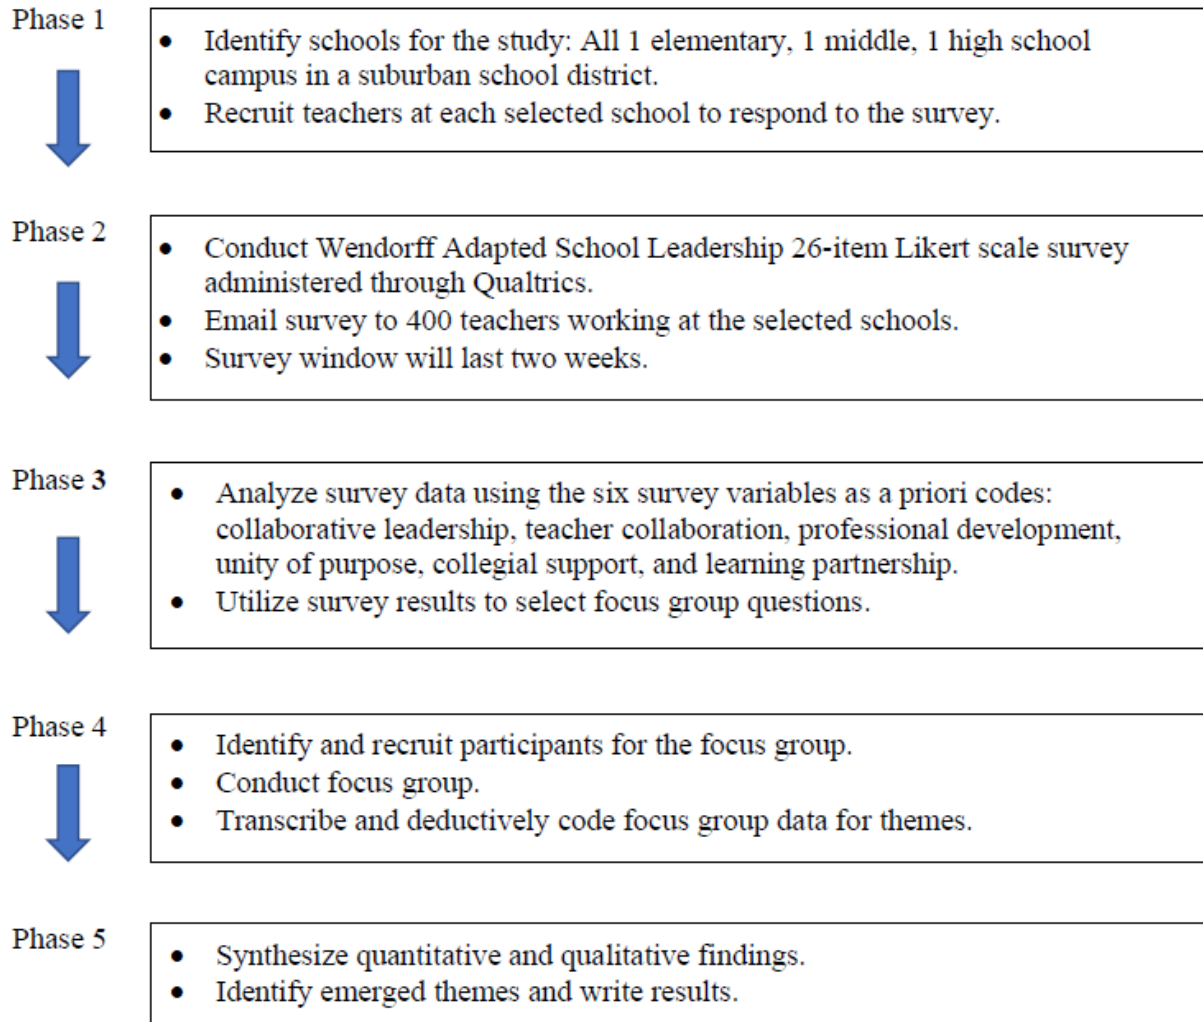 Phase 1
• Identify schools for the study: All 1 elementary, 1 middle, 1 high school
campus in a suburban school district.
• Recruit teachers at each selected school to respond to the survey.
Phase 2
• Conduct Wendorff Adapted School Leadership 26-item Likert scale survey
administered through Qualtrics.
• Email survey to 400 teachers working at the selected schools.
• Survey window will last two weeks.
Phase 3
• Analyze survey data using the six survey variables as a priori codes:
collaborative leadership, teacher collaboration, professional development,
unity of purpose, collegial support, and learning partnership.
• Utilize survey results to select focus group questions.
Phase 4
• Identify and recruit participants for the focus group.
• Conduct focus group.
• Transcribe and deductively code focus group data for themes.
Phase 5
• Synthesize quantitative and qualitative findings.
• Identify emerged themes and write results.